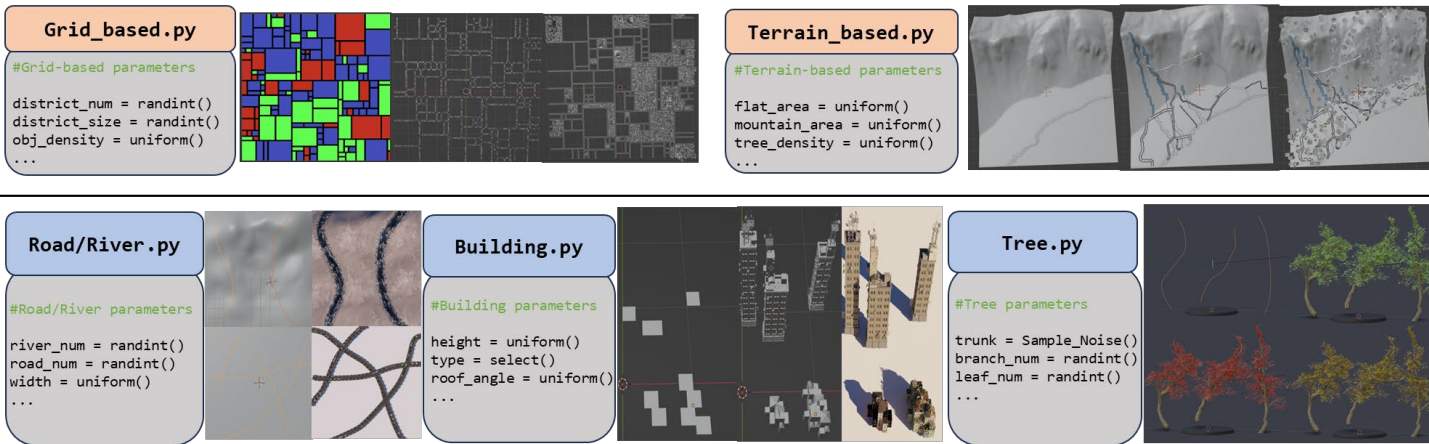 Grid_based.py
#Grid-based parameters
district_num = randint()
district_size = randint()
obj_density = uniform()
...
Terrain_based.py
#Terrain-based parameters
flat_area = uniform()
mountain_area = uniform()
tree_density = uniform()
...
Road/River.py
#Road/River parameters
river_num = randint()
road_num = randint()
width = uniform()
...
Building.py
#Building parameters
height = uniform()
type = select()
roof_angle = uniform()
...
Tree.py
#Tree parameters
trunk = Sample_Noise()
branch_num = randint()
leaf_num = randint()
...